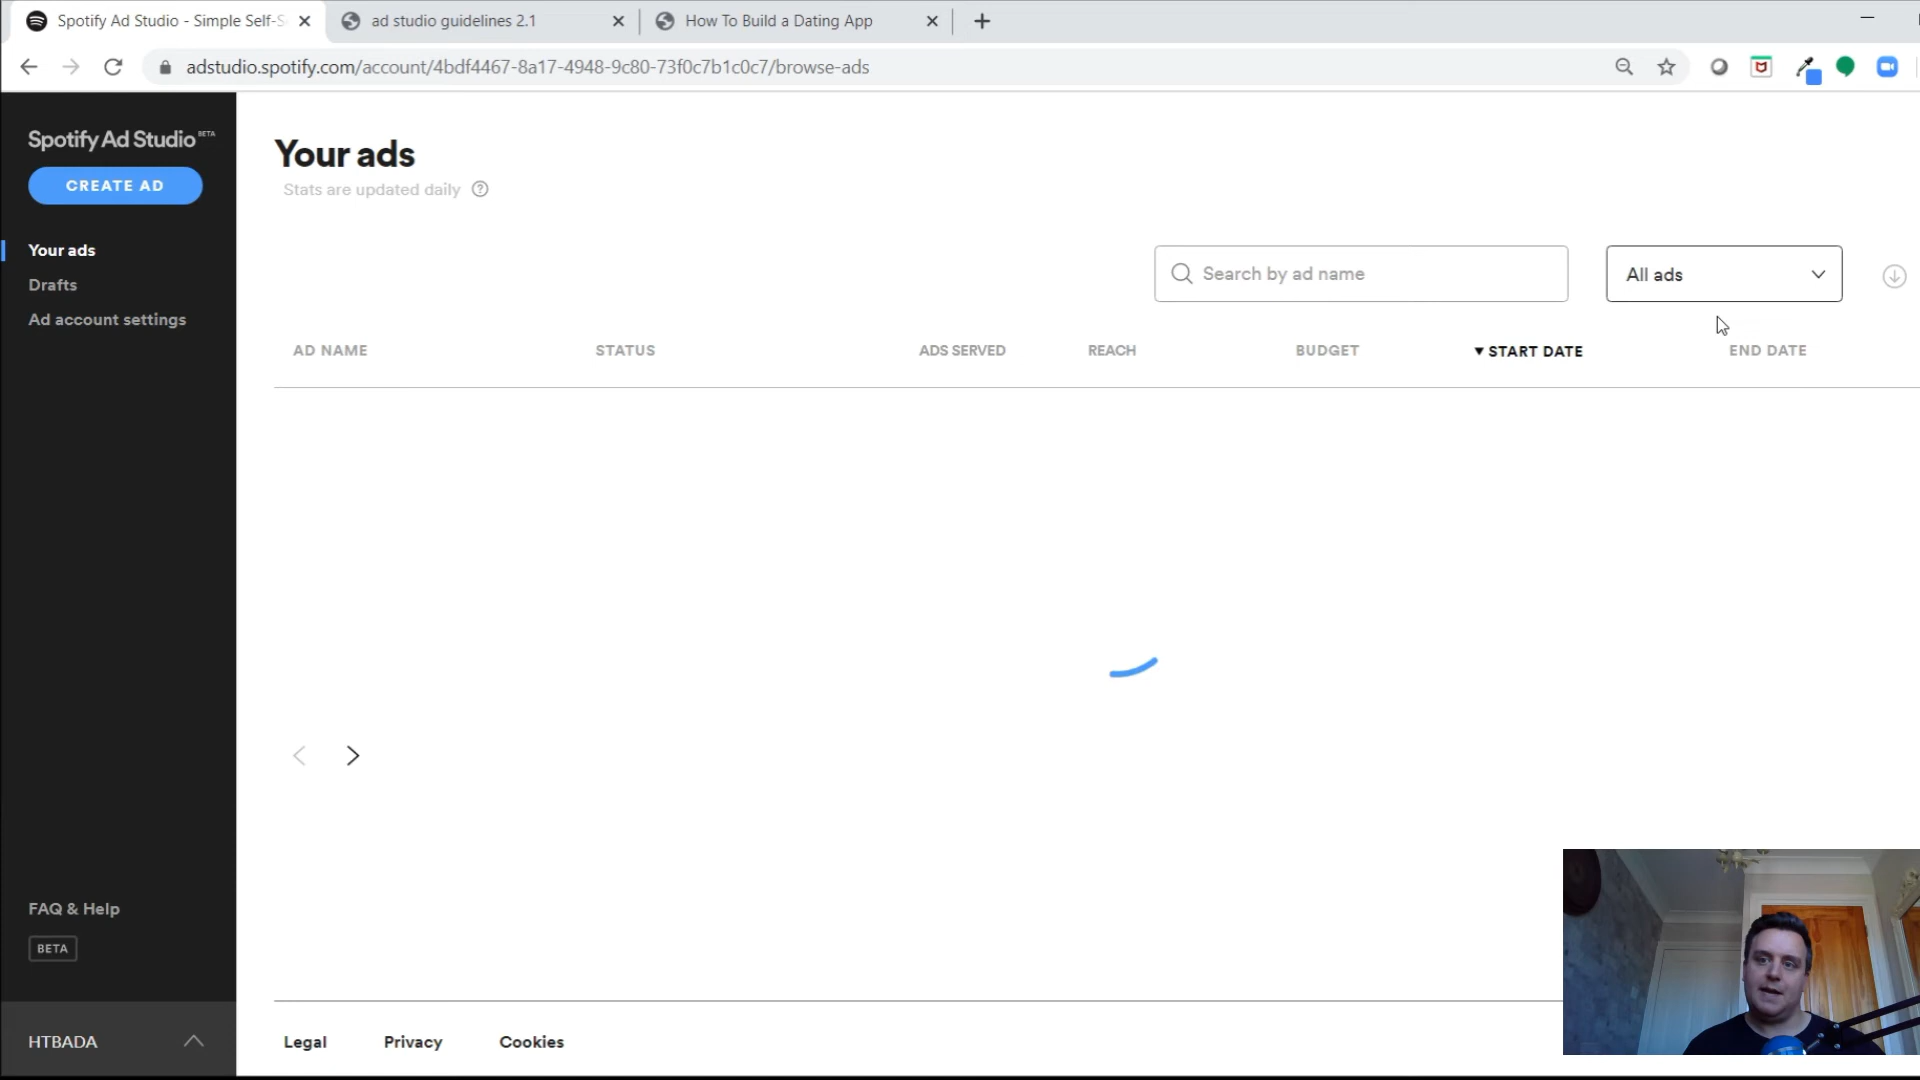 Spotify Ad Studio - Simple Self-S
ad studio guidelines 2.1
How To Build a Dating App
adstudio.spotify.com/account/4bdf4467-8a17-4948-9c80-73f0c7b1c0c7/browse-ads
Spotify Ad Studio BETA
CREATE AD
Your ads
Drafts
Ad account settings
FAQ & Help
BETA
HTBADA
Your ads
Stats are updated daily ?
Search by ad name
All ads
AD NAME STATUS ADS SERVED REACH BUDGET ▼ START DATE END DATE
Legal Privacy Cookies